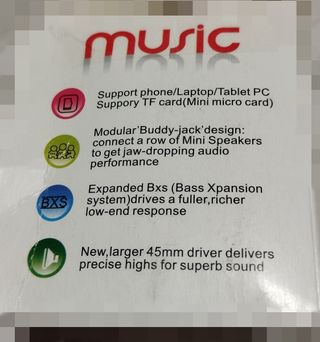 music
Support phone/Laptop/Tablet PC
Suppory TF card(Mini micro card)
Modular'Buddy-jack'design:
connect a row of Mini Speakers
to get jaw-dropping audio
performance
BXS
Expanded Bxs (Bass Xpansion
system)drives a fuller,richer
low-end response
New,larger 45mm driver delivers
precise highs for superb sound